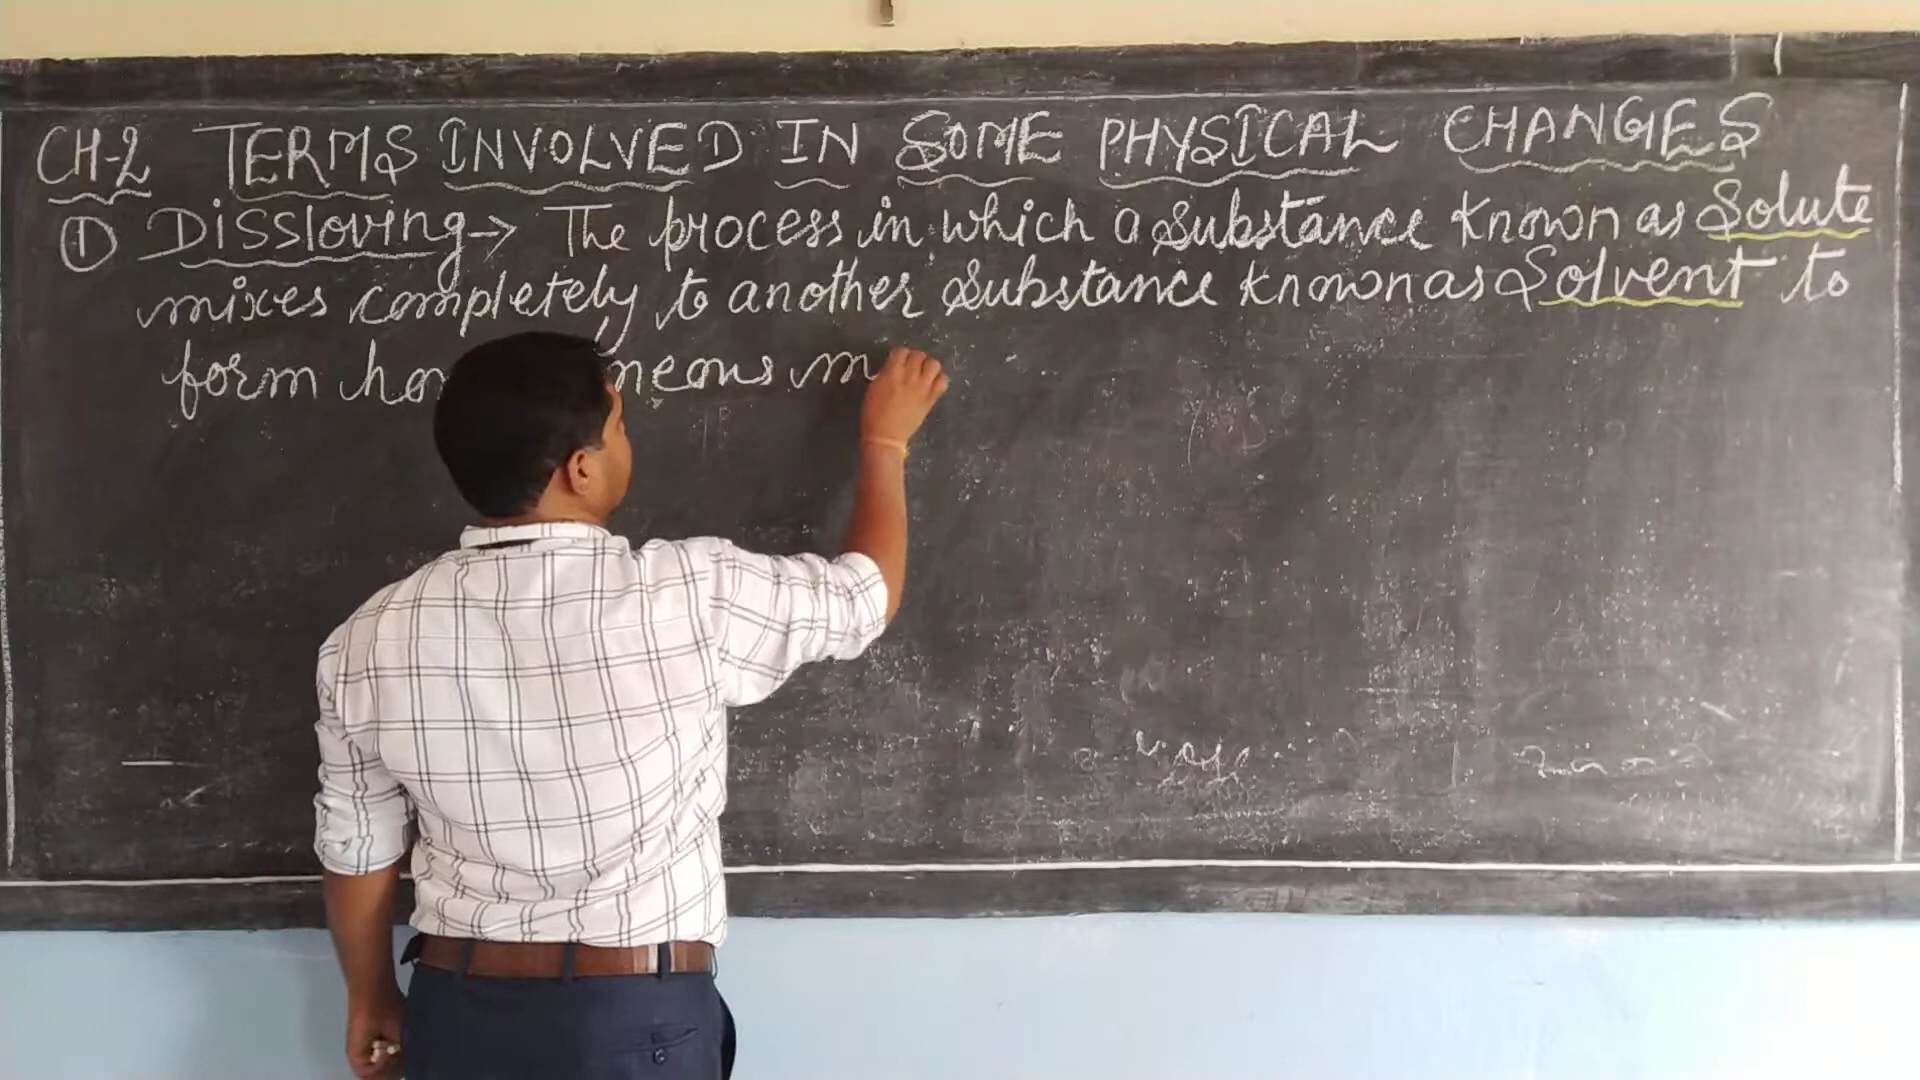 CH-2 TERMS INVOLVED IN SOME PHYSICAL CHANGES
① Dissloving → The process in which a substance known as Solute
mixes completely to another substance known as Solvent to
form